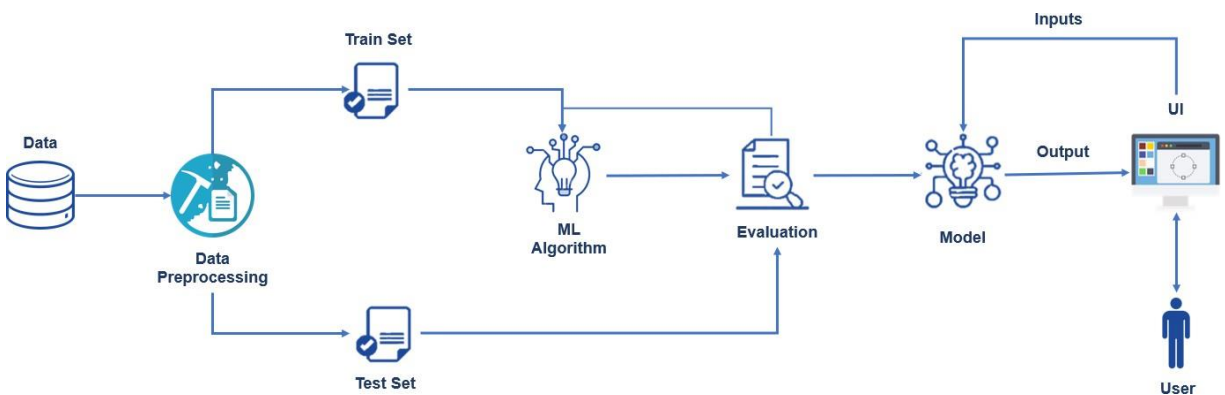 Data
Data
Preprocessing
Train Set
Test Set
ML
Algorithm
Evaluation
Model
Inputs
Output
UI
User